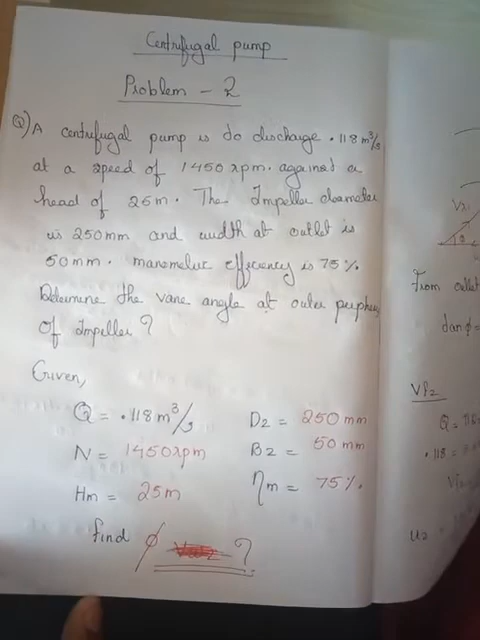 Centrifugal pump
Problem - 2
Q) A centrifugal pump is to discharge .118 m³/s
at a speed of 1450 rpm. against a
head of 25m. The Impeller diameter
is 250mm and width at outlet is
50mm. manometric efficiency is 75%.
Determine the vane angle at outer periphery
of Impeller ?
Given,
Q = .118 m³/s
N = 1450rpm
Hm = 25m
D2 = 250 mm
B2 = 50 mm
ηm = 75%.
find φ ?
From outlet
tanφ =
Vf2
Q =
.118 =
u2